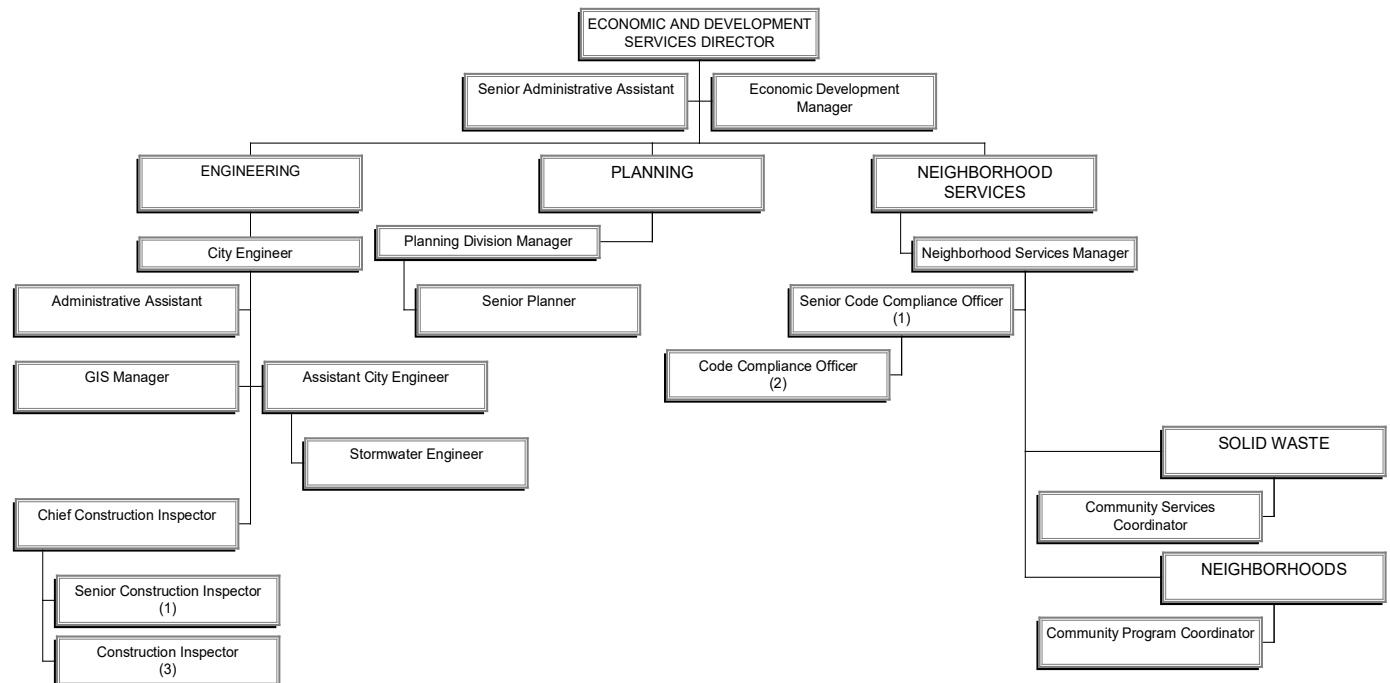 ECONOMIC AND DEVELOPMENT
SERVICES DIRECTOR
Senior Administrative Assistant
Economic Development
Manager
ENGINEERING
PLANNING
NEIGHBORHOOD
SERVICES
City Engineer
Planning Division Manager
Neighborhood Services Manager
Administrative Assistant
Senior Planner
Senior Code Compliance Officer
(1)
GIS Manager
Assistant City Engineer
Code Compliance Officer
(2)
Stormwater Engineer
SOLID WASTE
Chief Construction Inspector
Community Services
Coordinator
NEIGHBORHOODS
Senior Construction Inspector
(1)
Community Program Coordinator
Construction Inspector
(3)